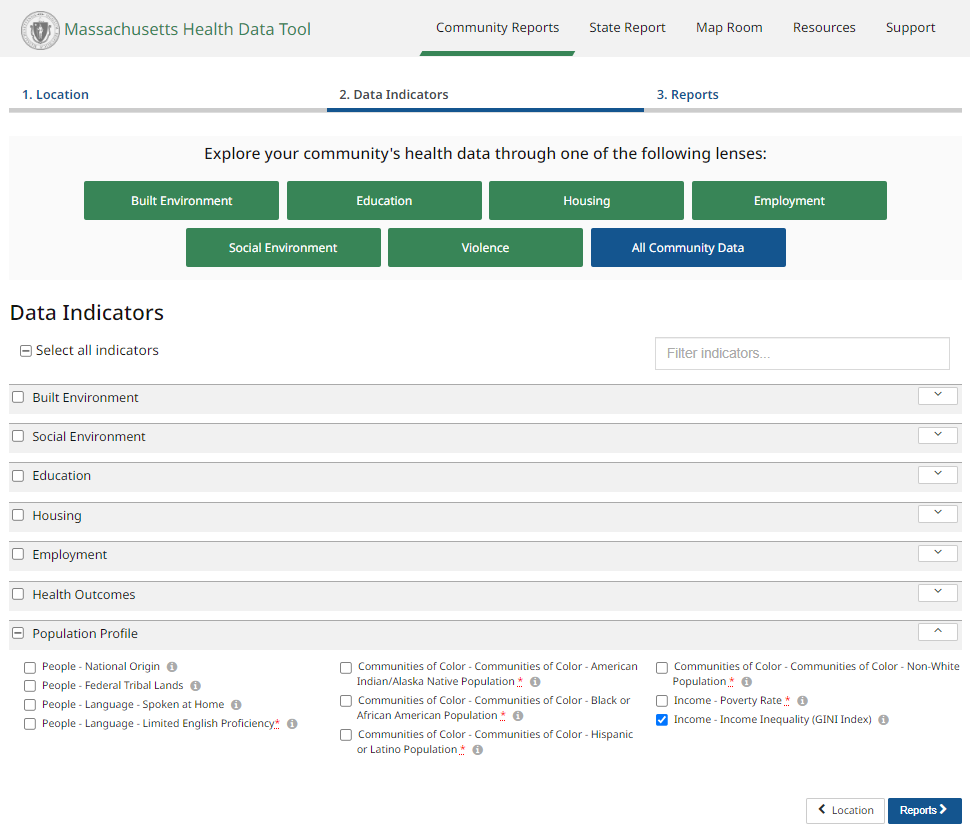 Massachusetts Health Data Tool
Community Reports
State Report
Map Room
Resources
Support
1. Location
2. Data Indicators
3. Reports
Explore your community's health data through one of the following lenses:
Built Environment
Education
Housing
Employment
Social Environment
Violence
All Community Data
Data Indicators
Select all indicators
Filter indicators...
Built Environment
Social Environment
Education
Housing
Employment
Health Outcomes
Population Profile
People - National Origin
People - Federal Tribal Lands
People - Language - Spoken at Home
People - Language - Limited English Proficiency*
Communities of Color - Communities of Color - American
Indian/Alaska Native Population *
Communities of Color - Communities of Color - Black or
African American Population *
Communities of Color - Communities of Color - Hispanic
or Latino Population *
Communities of Color - Communities of Color - Non-White
Population *
Income - Poverty Rate *
Income - Income Inequality (GINI Index)
Location
Reports